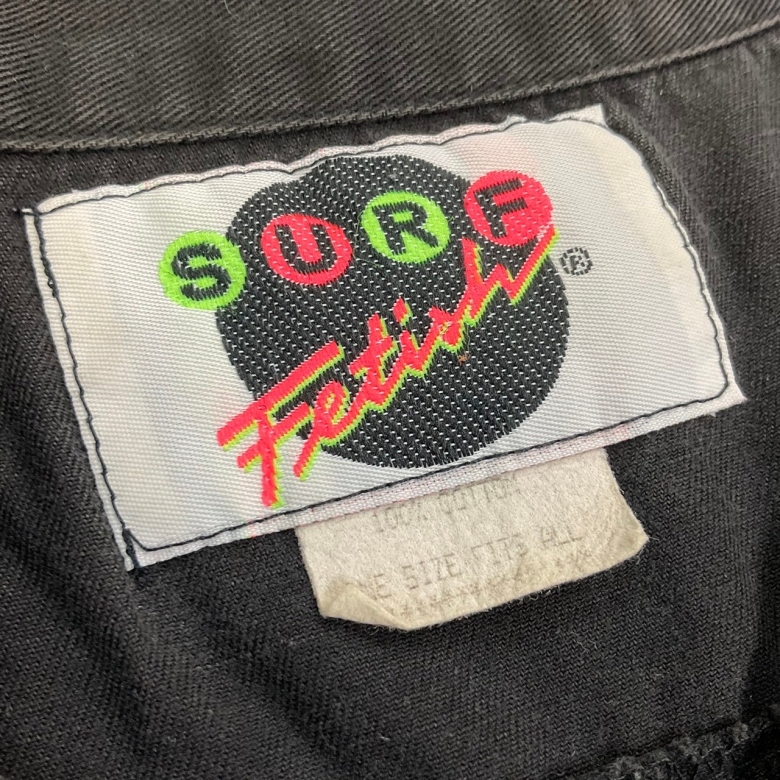 SURF
Fetish ®
100% COTTON
E SIZE FITS ALL